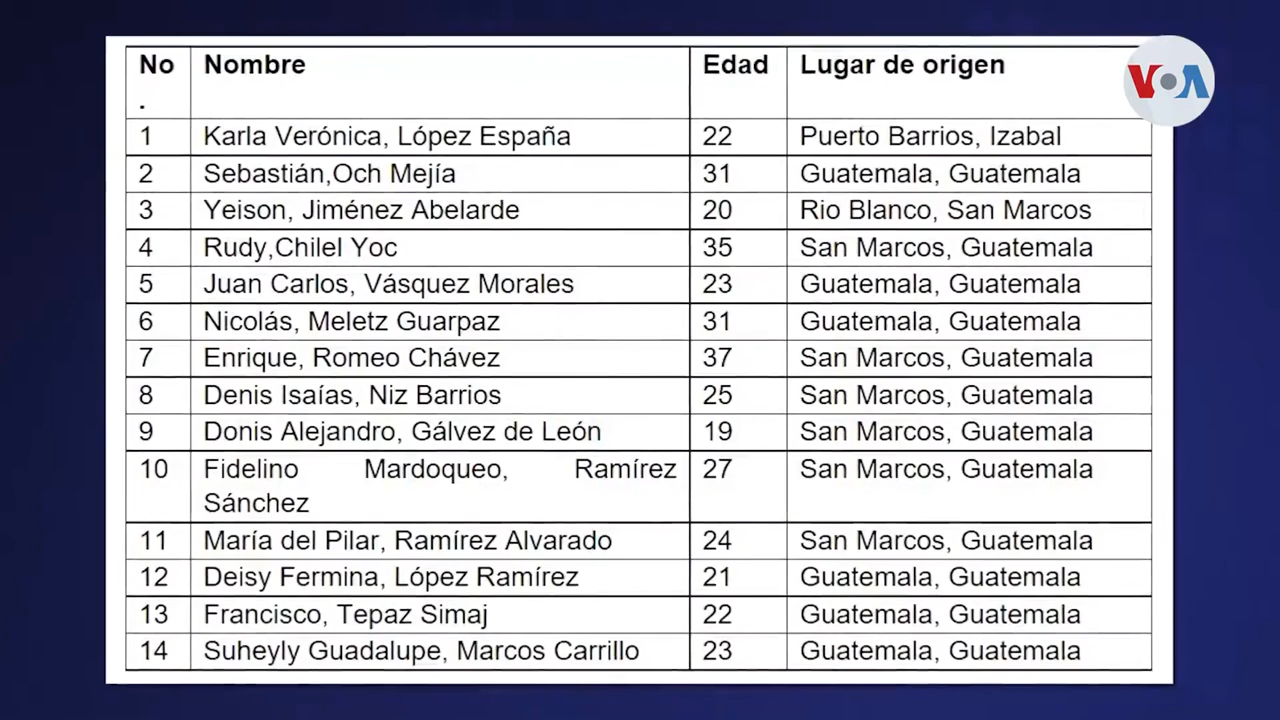 No Nombre Edad Lugar de origen
.
VOA
1 Karla Verónica, López España 22 Puerto Barrios, Izabal
2 Sebastián,Och Mejía 31 Guatemala, Guatemala
3 Yeison, Jiménez Abelarde 20 Rio Blanco, San Marcos
4 Rudy,Chilel Yoc 35 San Marcos, Guatemala
5 Juan Carlos, Vásquez Morales 23 Guatemala, Guatemala
6 Nicolás, Meletz Guarpaz 31 Guatemala, Guatemala
7 Enrique, Romeo Chávez 37 San Marcos, Guatemala
8 Denis Isaías, Niz Barrios 25 San Marcos, Guatemala
9 Donis Alejandro, Gálvez de León 19 San Marcos, Guatemala
10 Fidelino Mardoqueo, Ramírez 27 San Marcos, Guatemala
Sánchez
11 María del Pilar, Ramírez Alvarado 24 San Marcos, Guatemala
12 Deisy Fermina, López Ramírez 21 Guatemala, Guatemala
13 Francisco, Tepaz Simaj 22 Guatemala, Guatemala
14 Suheyly Guadalupe, Marcos Carrillo 23 Guatemala, Guatemala